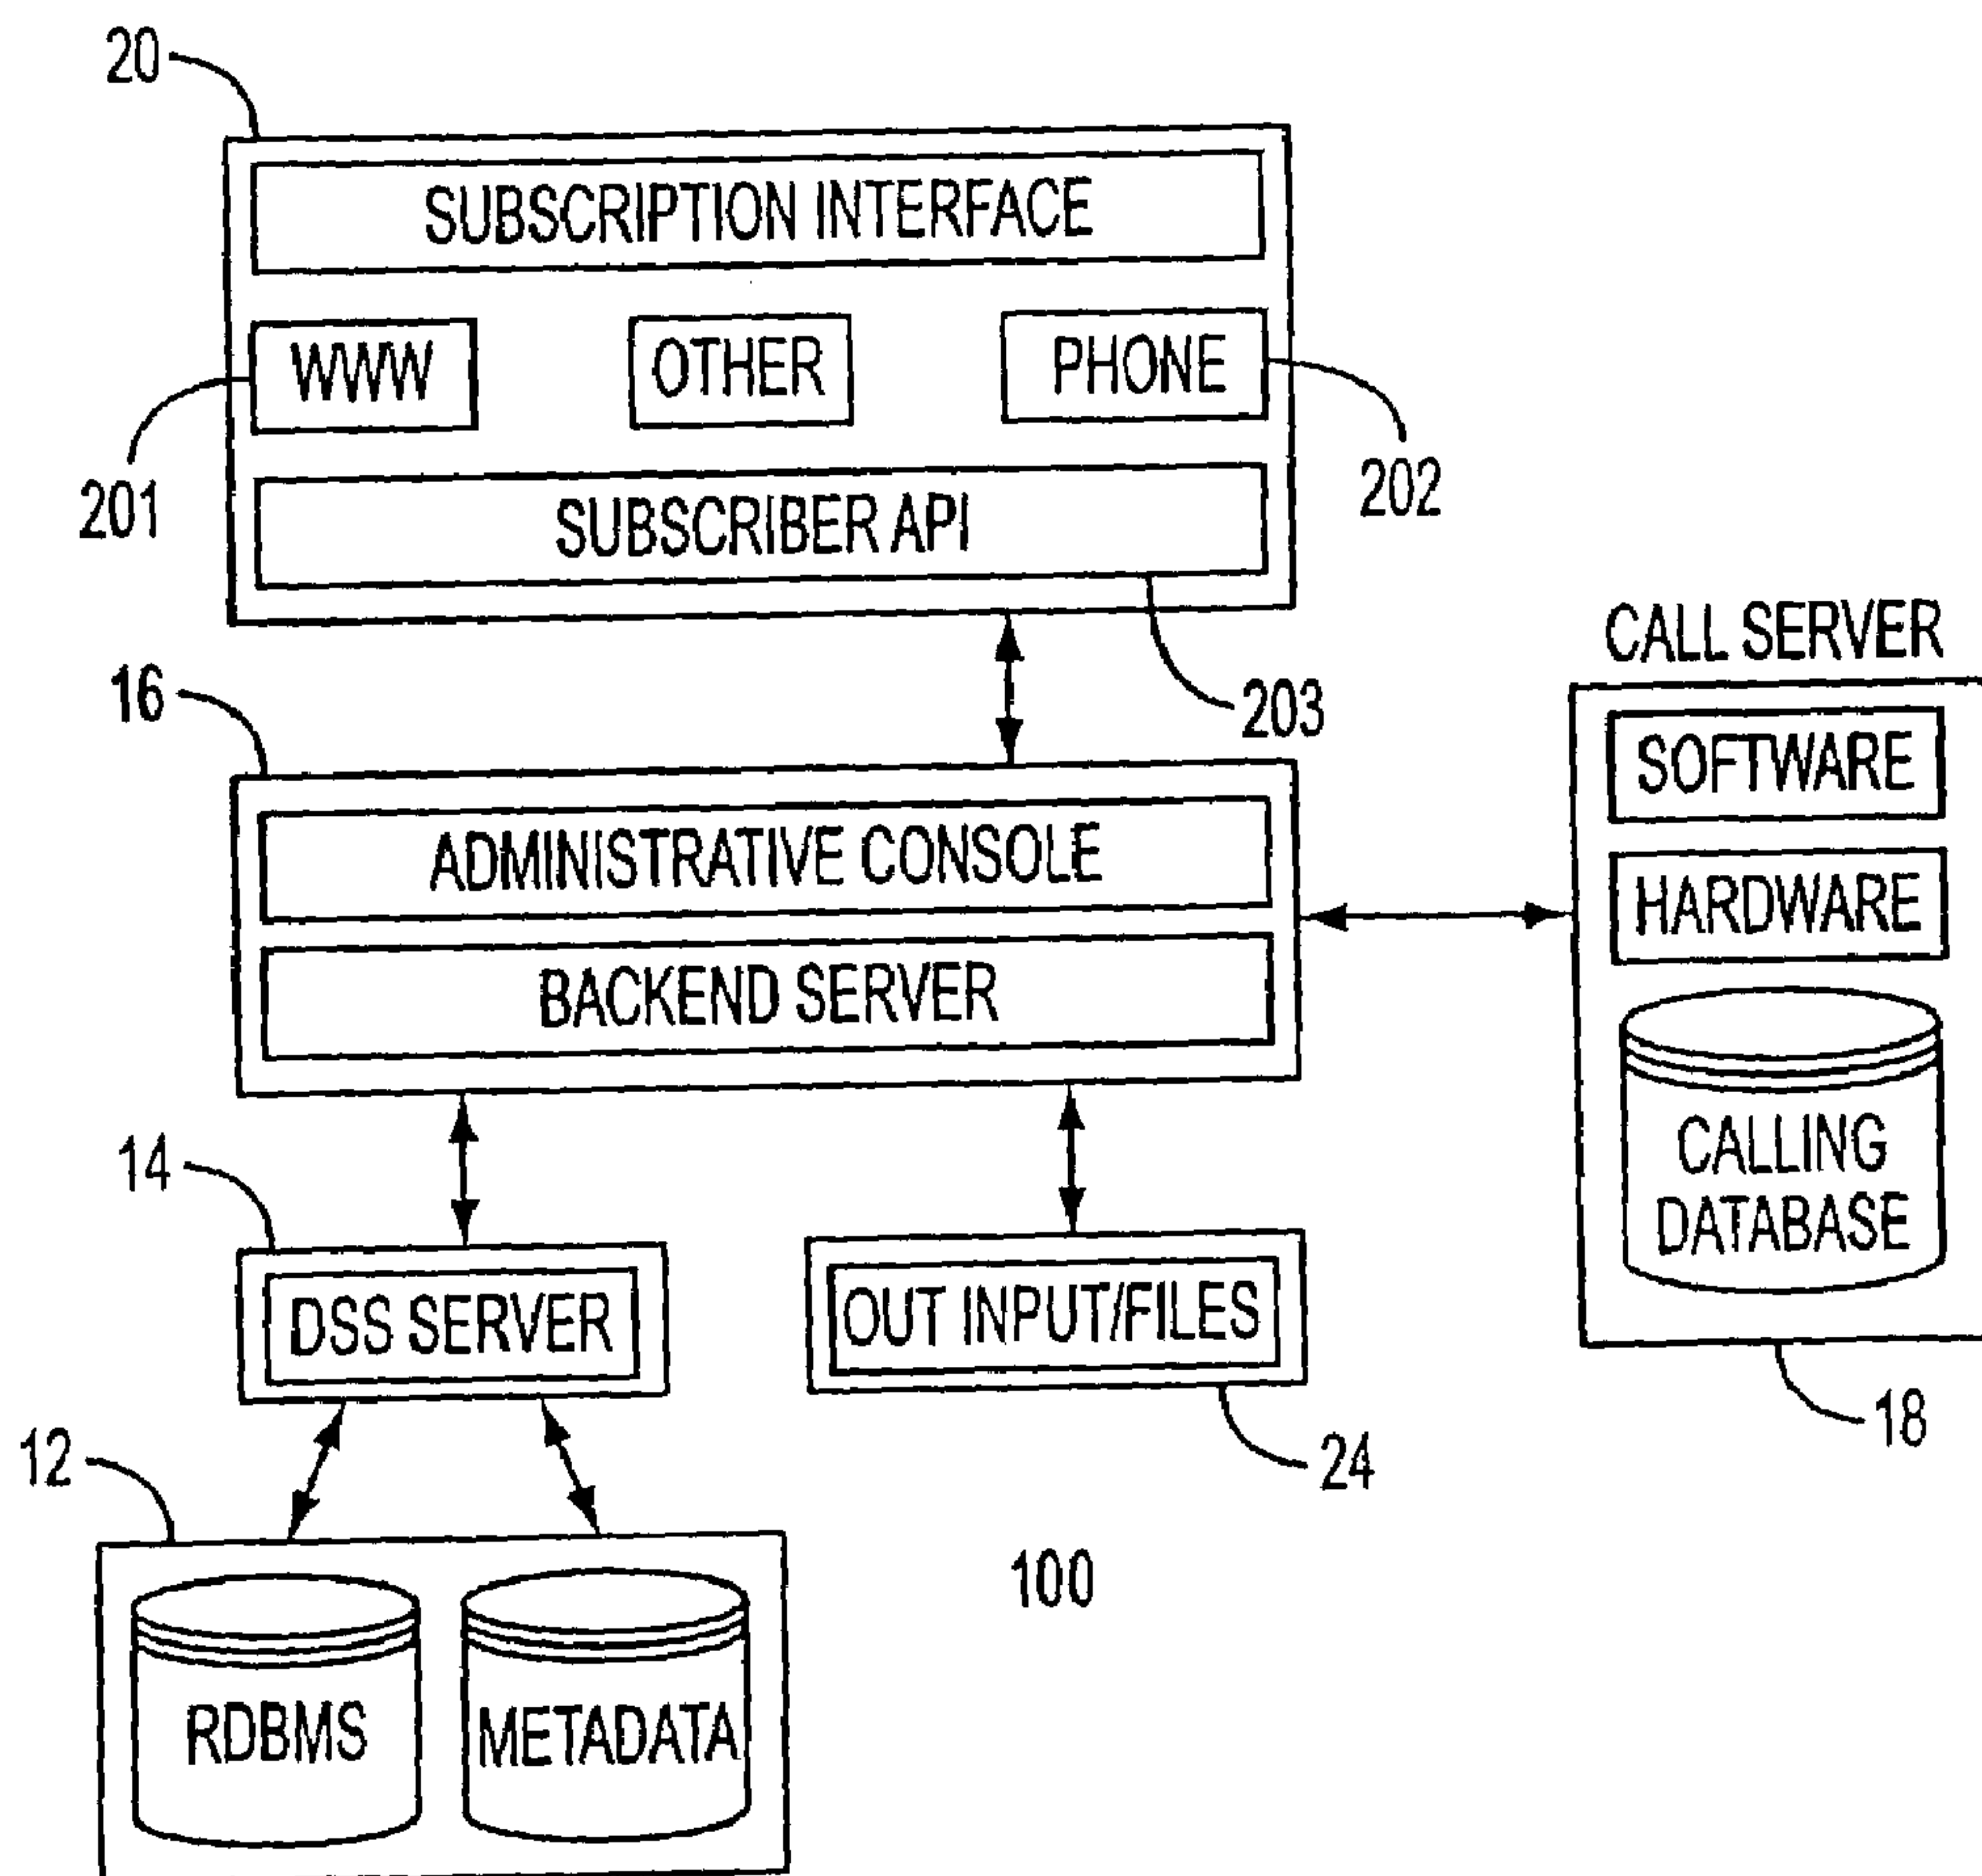 20
SUBSCRIPTION INTERFACE
WWW
OTHER
PHONE
201
202
SUBSCRIBER API
203
CALL SERVER
16
SOFTWARE
ADMINISTRATIVE CONSOLE
HARDWARE
BACKEND SERVER
CALLING
DATABASE
14
DSS SERVER
OUT INPUT/FILES
18
12
24
100
RDBMS
METADATA